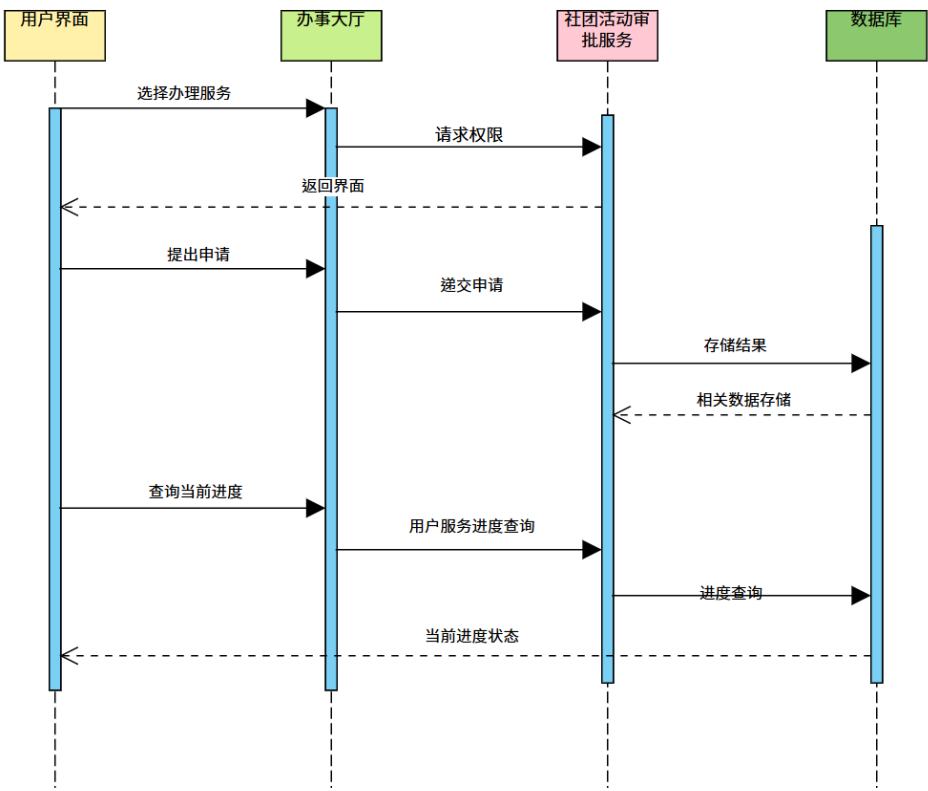 用户界面
办事大厅
社团活动审
批服务
数据库
选择办理服务
请求权限
返回界面
提出申请
递交申请
存储结果
相关数据存储
查询当前进度
用户服务进度查询
进度查询
当前进度状态